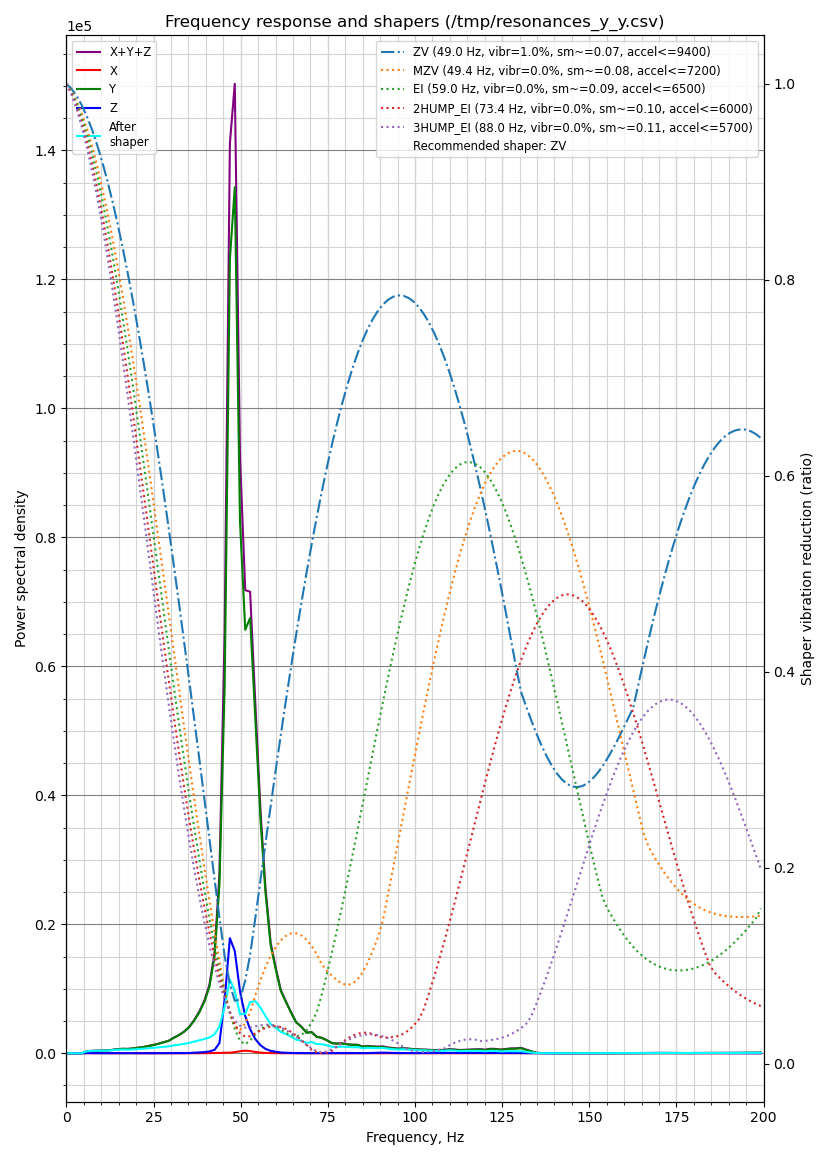 Frequency response and shapers (/tmp/resonances_y_y.csv)
1e5
X+Y+Z
X
Y
Z
After
shaper
ZV (49.0 Hz, vibr=1.0%, sm~=0.07, accel<=9400)
MZV (49.4 Hz, vibr=0.0%, sm~=0.08, accel<=7200)
EI (59.0 Hz, vibr=0.0%, sm~=0.09, accel<=6500)
2HUMP_EI (73.4 Hz, vibr=0.0%, sm~=0.10, accel<=6000)
3HUMP_EI (88.0 Hz, vibr=0.0%, sm~=0.11, accel<=5700)
Recommended shaper: ZV
Power spectral density
1.4
1.2
1.0
0.8
0.6
0.4
0.2
0.0
1.0
0.8
0.6
0.4
0.2
0.0
Shaper vibration reduction (ratio)
0 25 50 75 100 125 150 175 200
Frequency, Hz